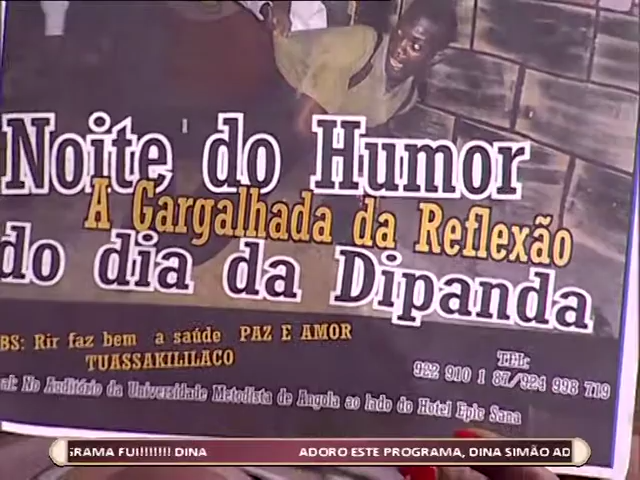 Noite do Humor
A Gargalhada da Reflexão
do dia da Dipanda
BS: Rir faz bem a saúde PAZ E AMOR
TUASSAKILILACO
TEL:
922 910 1 87/924 998 719
al: No Auditório da Universidade Metodista de Angola ao lado do Hotel Epic Sana
GRAMA FUI!!!!!!! DINA ADORO ESTE PROGRAMA, DINA SIMÃO AD